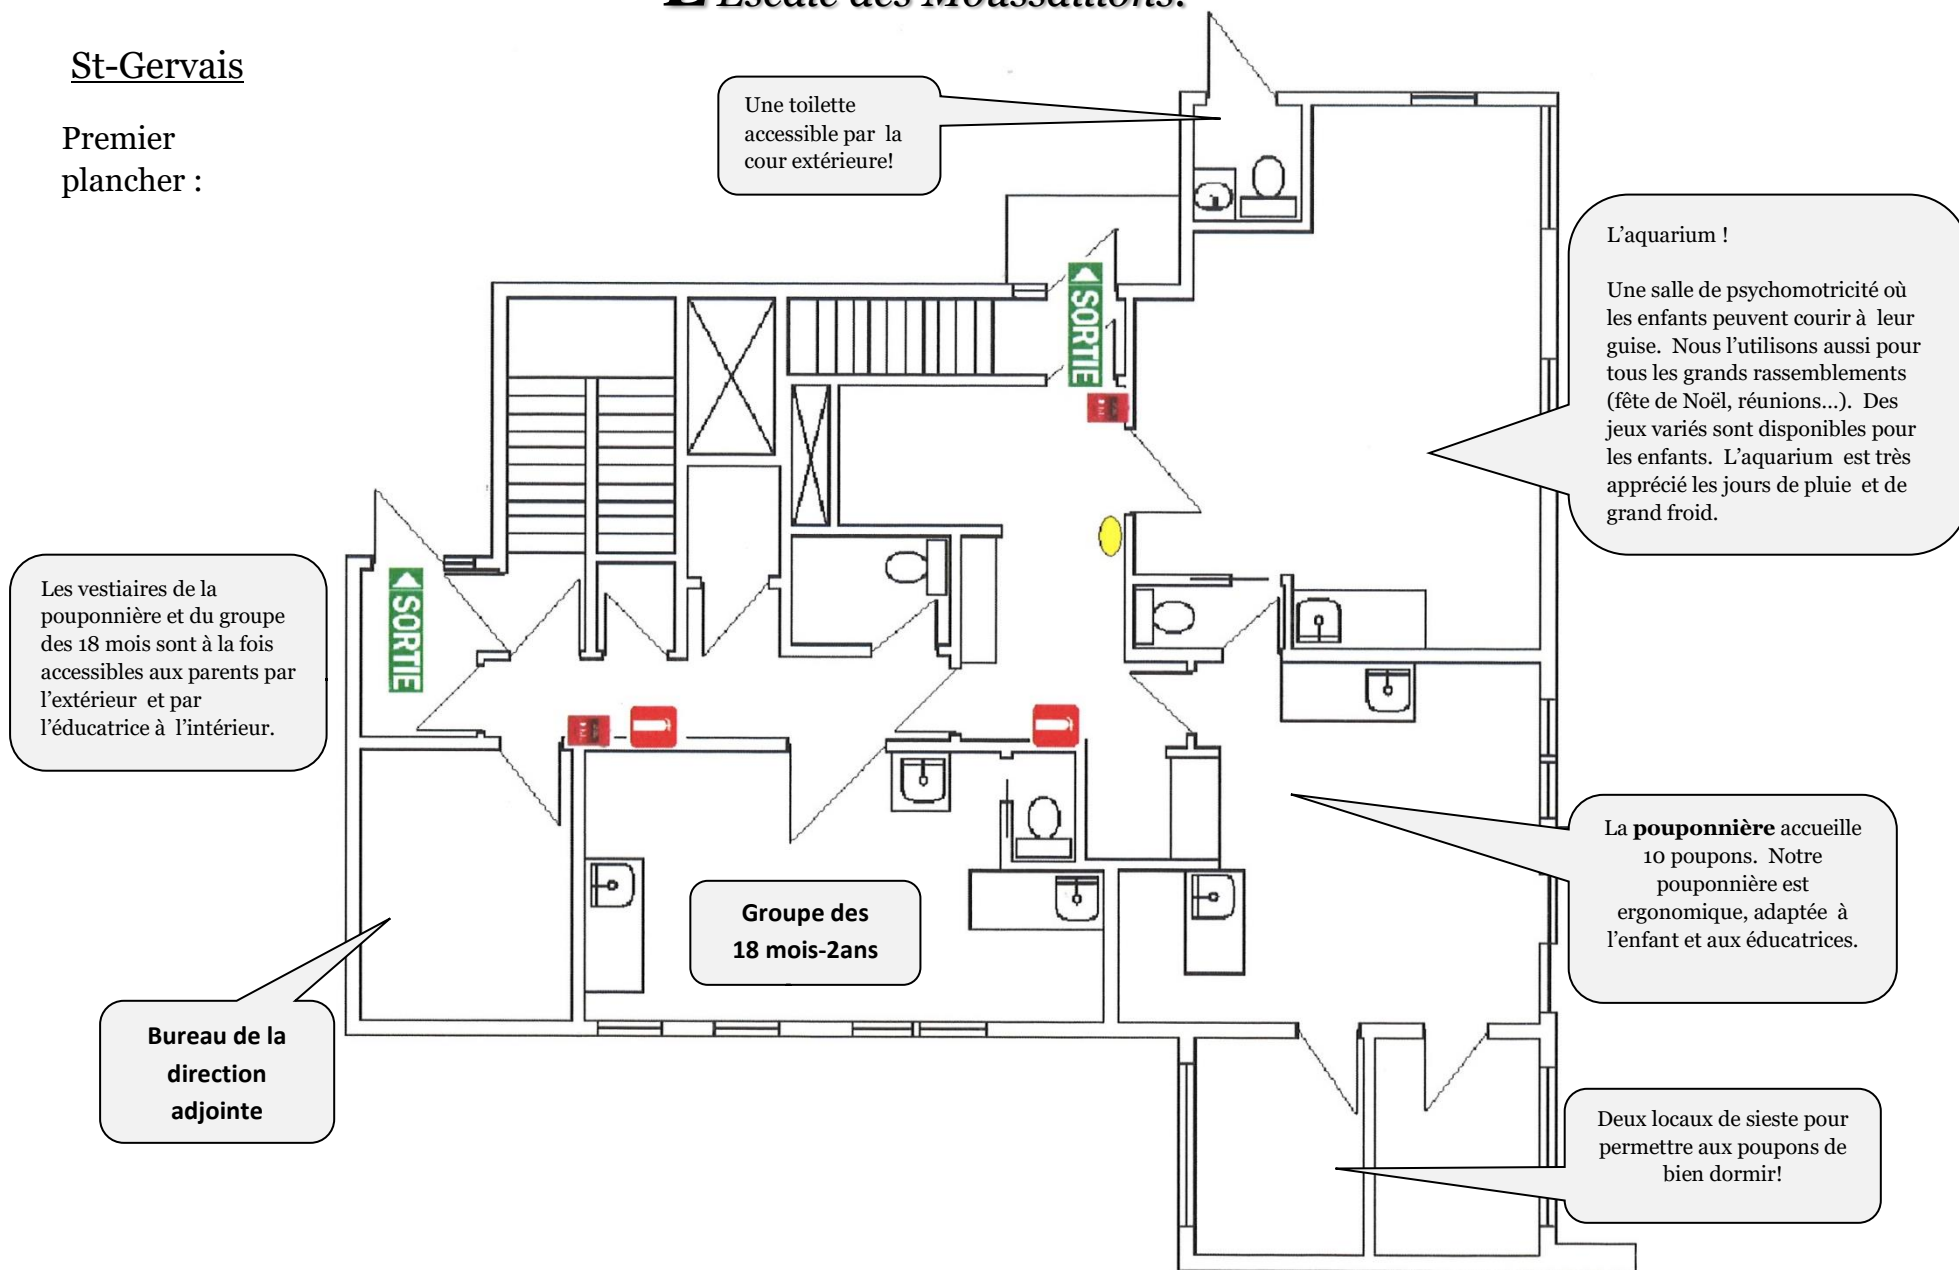 L'Escale des Moussaillons.
St-Gervais
Premier
plancher :
Une toilette
accessible par la
cour extérieure!
L’aquarium !
Une salle de psychomotricité où
les enfants peuvent courir à leur
guise. Nous l’utilisons aussi pour
tous les grands rassemblements
(fête de Noël, réunions...). Des
jeux variés sont disponibles pour
les enfants. L’aquarium est très
apprécié les jours de pluie et de
grand froid.
SORTIE
Les vestiaires de la
pouponnière et du groupe
des 18 mois sont à la fois
accessibles aux parents par
l’extérieur et par
l’éducatrice à l’intérieur.
SORTIE
La pouponnière accueille
10 poupons. Notre
pouponnière est
ergonomique, adaptée à
l’enfant et aux éducatrices.
Groupe des
18 mois-2ans
Bureau de la
direction
adjointe
Deux locaux de sieste pour
permettre aux poupons de
bien dormir!